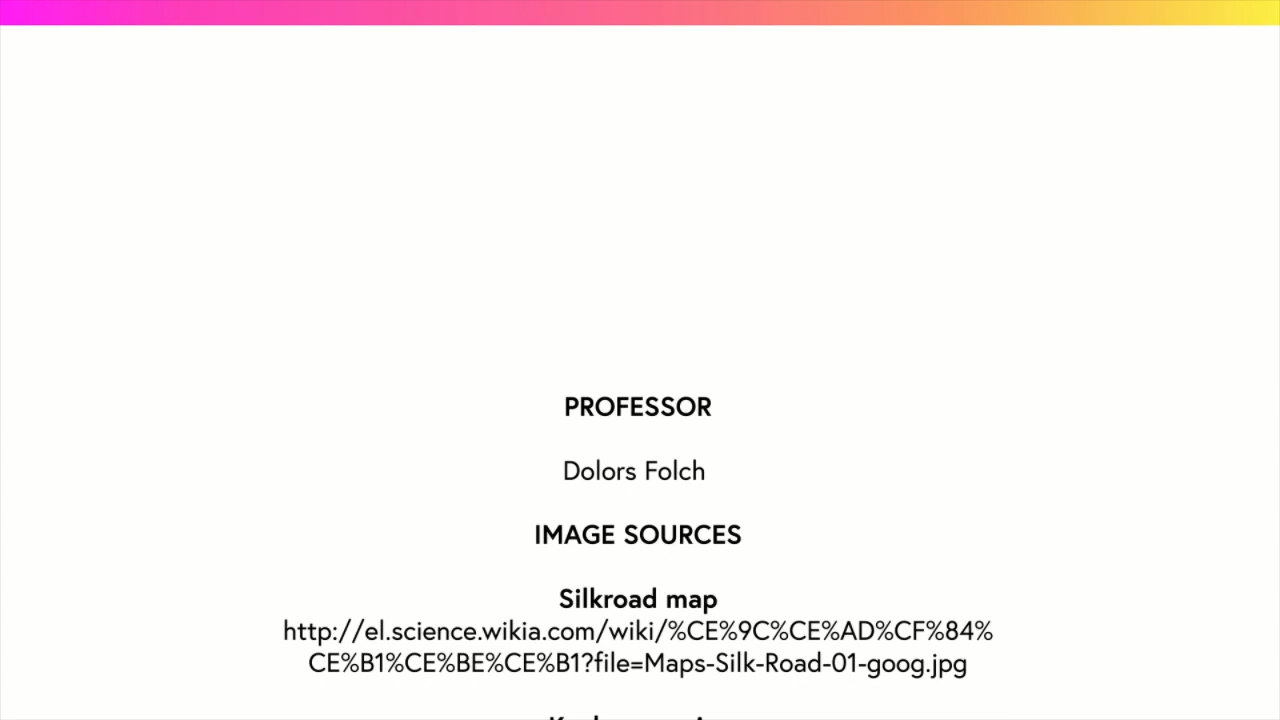 PROFESSOR
Dolors Folch
IMAGE SOURCES
Silkroad map
http://el.science.wikia.com/wiki/%CE%9C%CE%AD%CF%84%
CE%B1%CE%BE%CE%B1?file=Maps-Silk-Road-01-goog.jpg